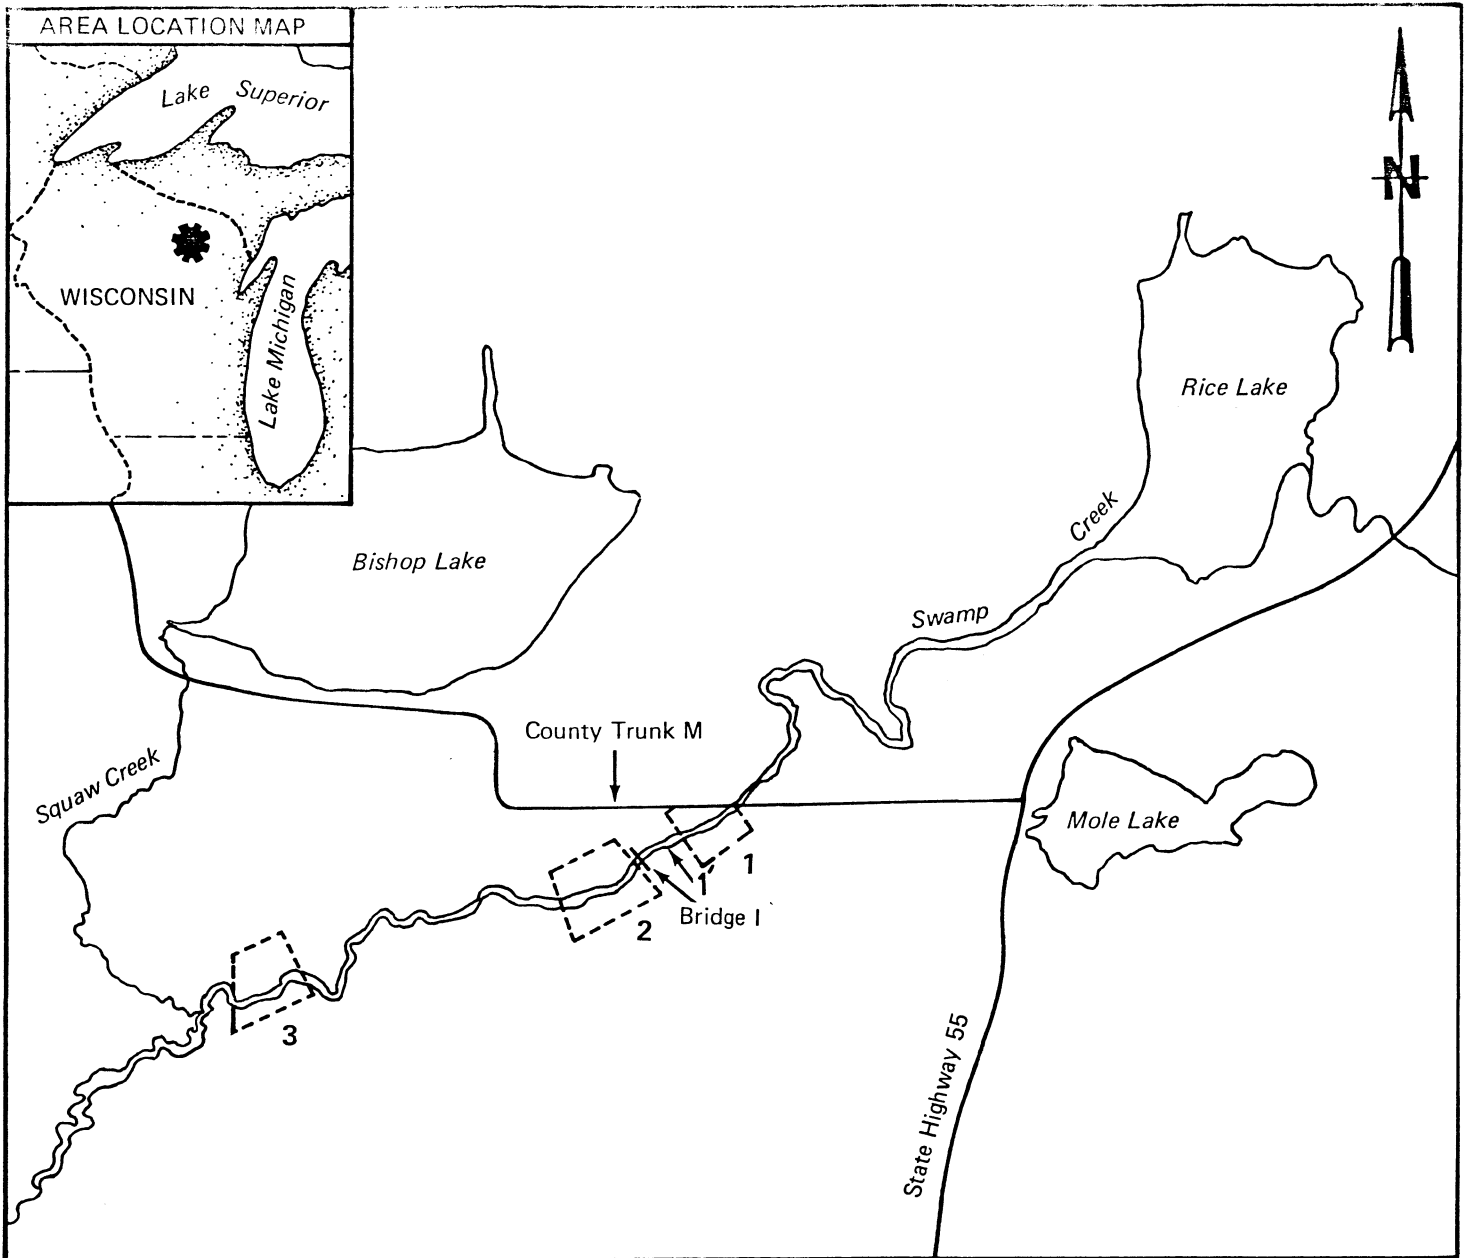 AREA LOCATION MAP
Lake Superior
WISCONSIN
Lake Michigan
N
Rice Lake
Bishop Lake
Creek
Swamp
County Trunk M
Squaw Creek
Mole Lake
1
1
Bridge I
2
3
State Highway 55